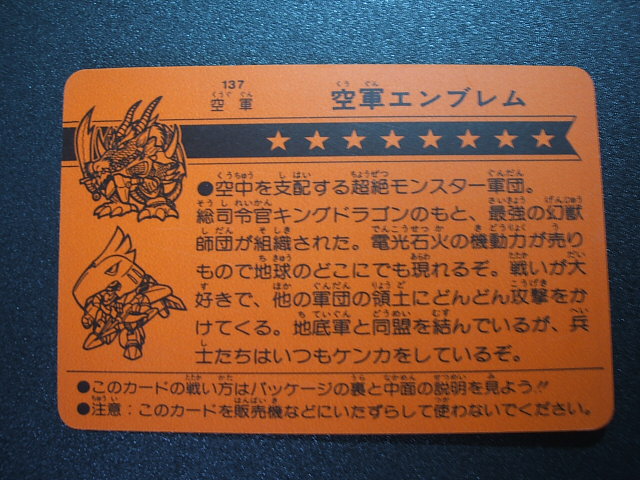 137
空軍
空軍エンブレム
●空中を支配する超絶モンスター軍団。
総司令官キングドラゴンのもと、最強の幻獣
師団が組織された。電光石火の機動力が売り
もので地球のどこにでも現れるぞ。戦いが大
好きで、他の軍団の領土にどんどん攻撃をか
けてくる。地底軍と同盟を結んでいるが、兵
士たちはいつもケンカをしているぞ。
●このカードの戦い方はパッケージの裏と中面の説明を見よう!!
●注意：このカードを販売機などにいたずらして使わないでください。